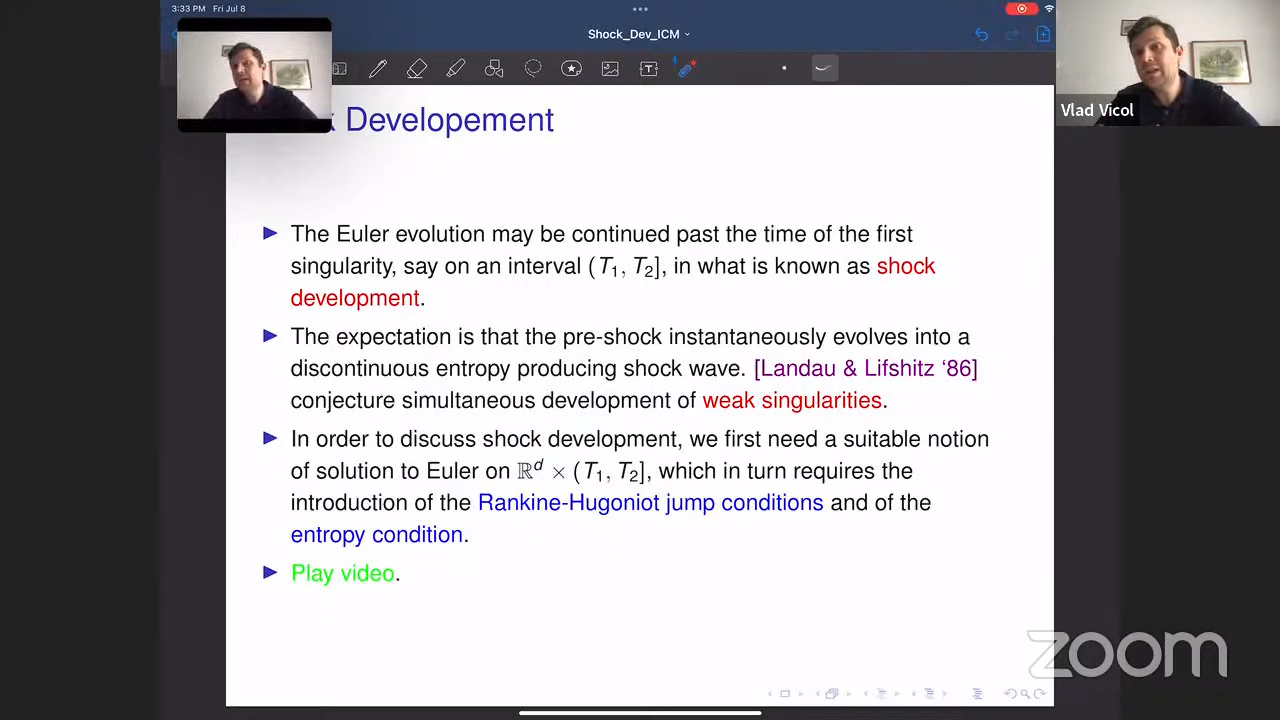 3:33 PM Fri Jul 8
Shock_Dev_ICM
Vlad Vicol
Developement
The Euler evolution may be continued past the time of the first
singularity, say on an interval (T₁, T₂], in what is known as shock
development.
The expectation is that the pre-shock instantaneously evolves into a
discontinuous entropy producing shock wave. [Landau & Lifshitz ‘86]
conjecture simultaneous development of weak singularities.
In order to discuss shock development, we first need a suitable notion
of solution to Euler on ℝᵈ × (T₁, T₂], which in turn requires the
introduction of the Rankine-Hugoniot jump conditions and of the
entropy condition.
Play video.
zoom